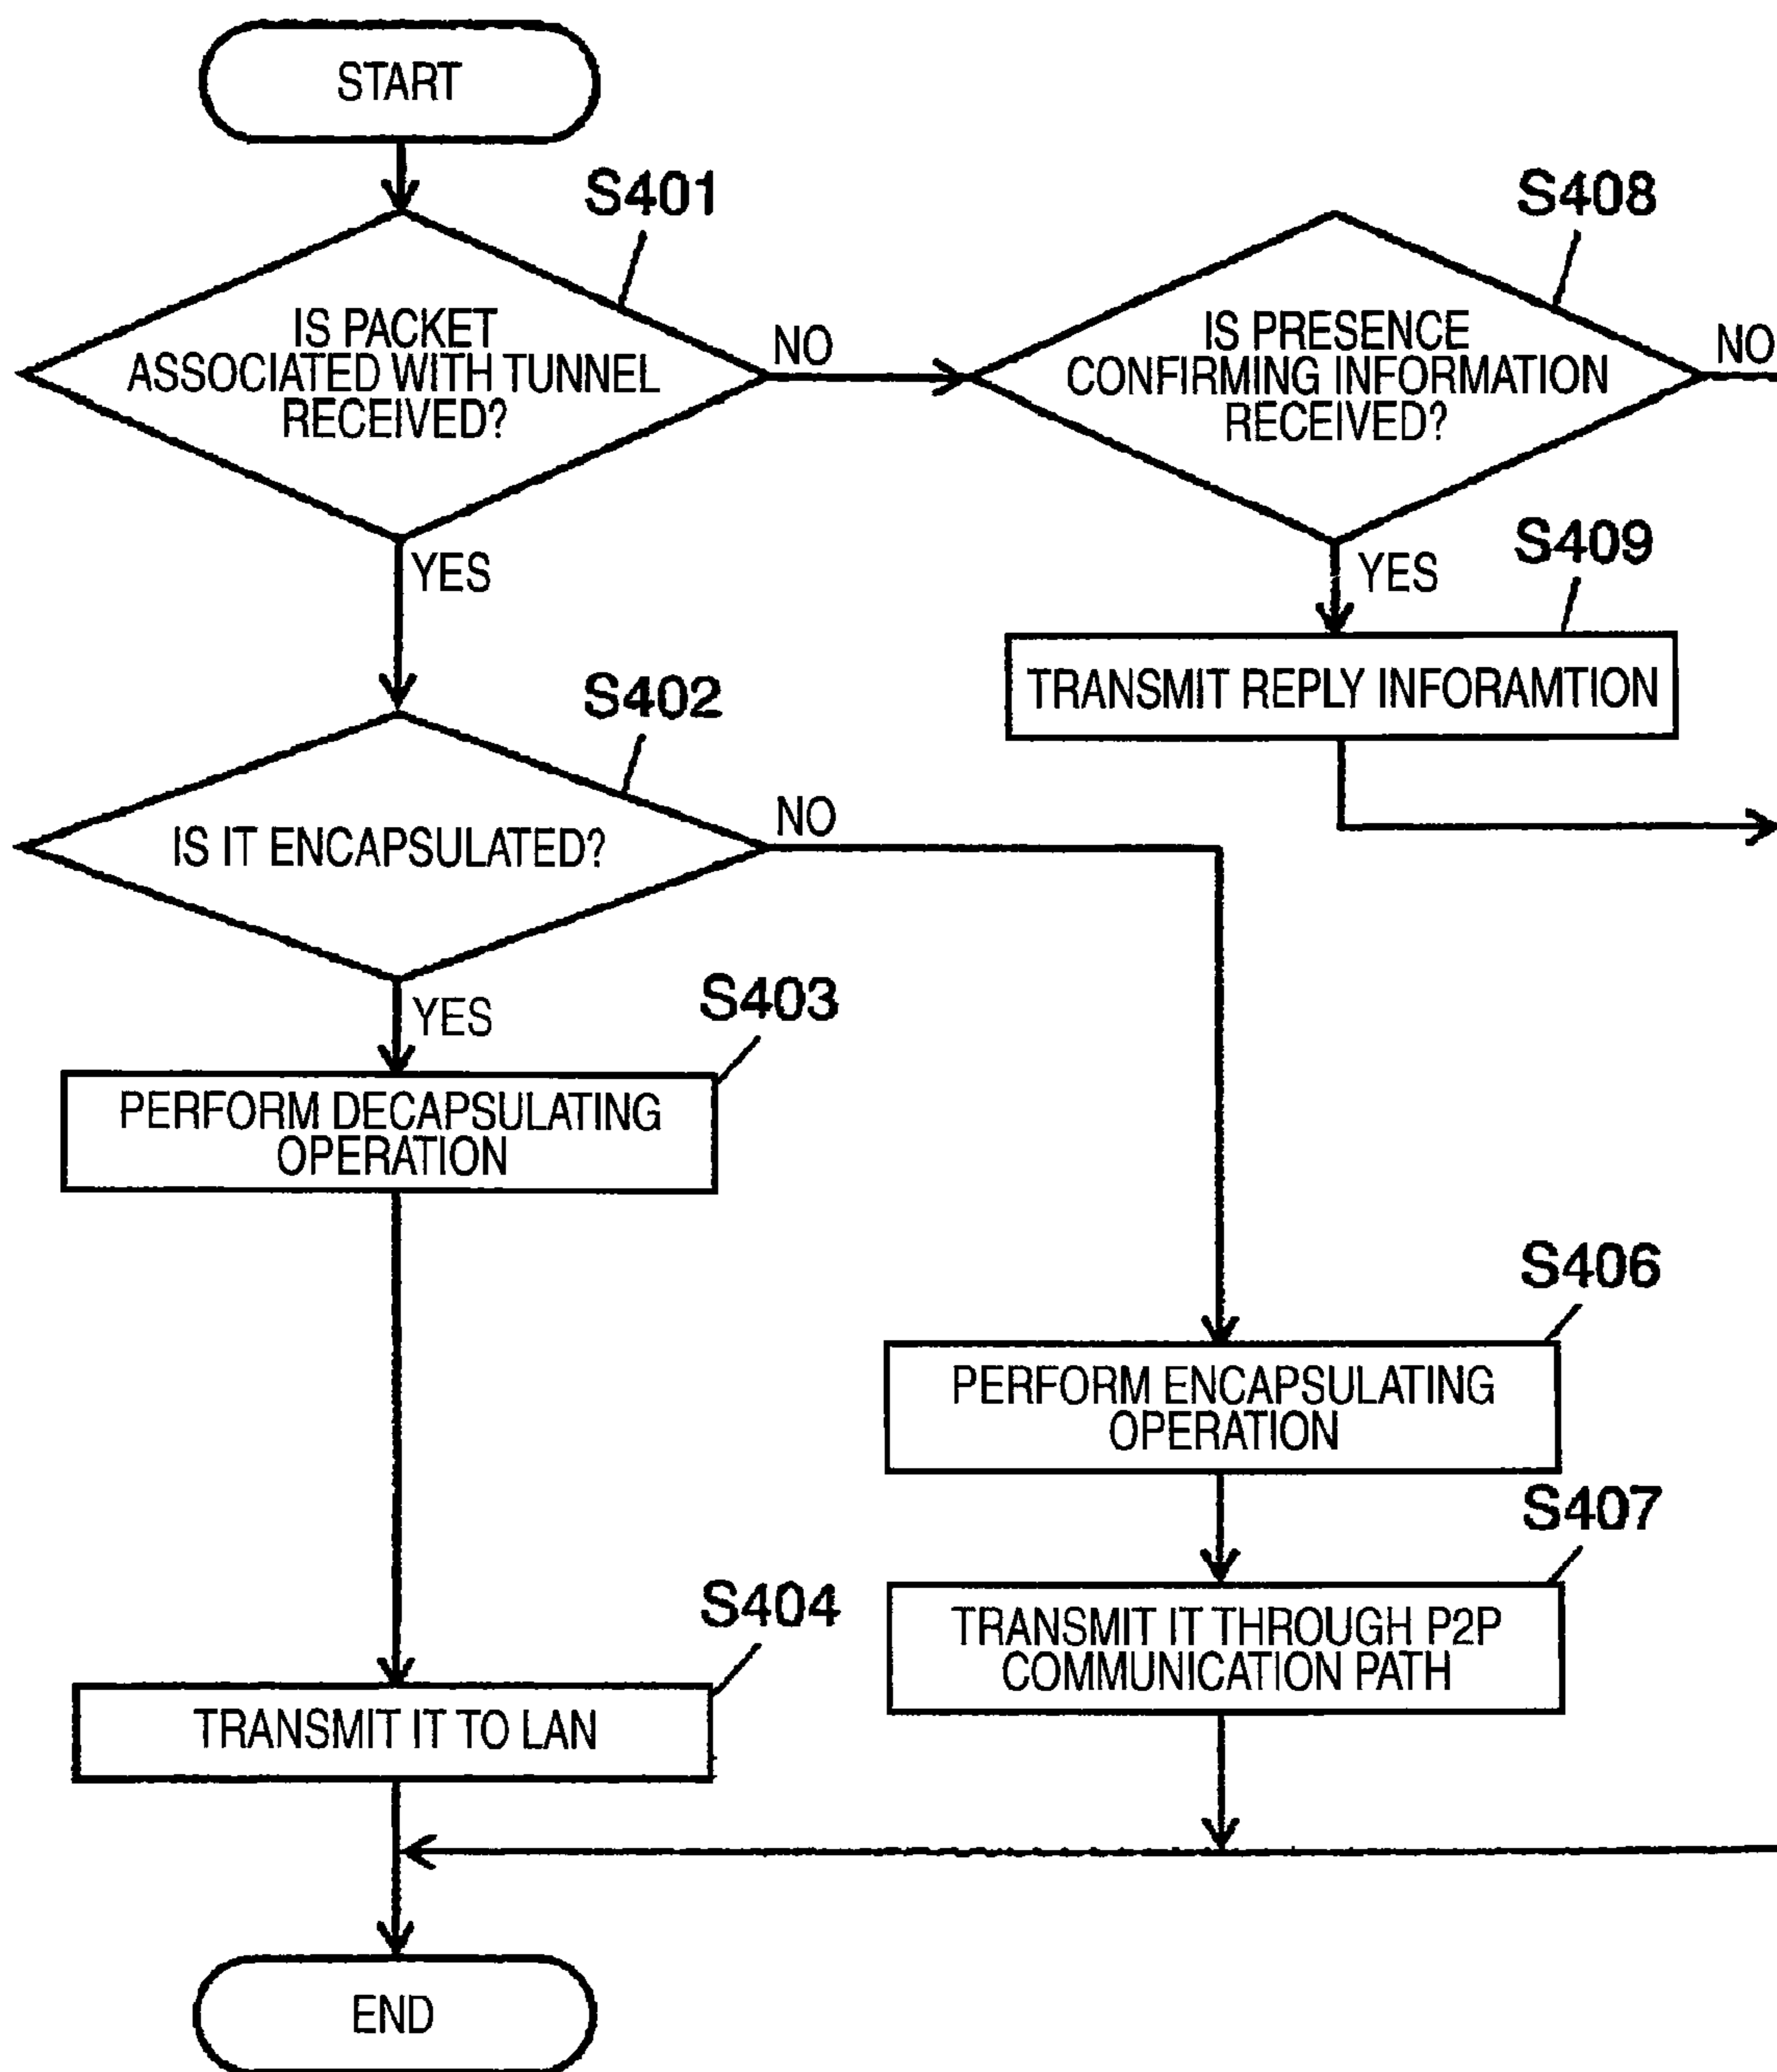 START
S401
IS PACKET
ASSOCIATED WITH TUNNEL
RECEIVED?
NO
YES
S408
IS PRESENCE
CONFIRMING INFORMATION
RECEIVED?
NO
YES
S409
TRANSMIT REPLY INFORAMTION
S402
IS IT ENCAPSULATED?
NO
YES
S403
PERFORM DECAPSULATING
OPERATION
S406
PERFORM ENCAPSULATING
OPERATION
S407
TRANSMIT IT THROUGH P2P
COMMUNICATION PATH
S404
TRANSMIT IT TO LAN
END